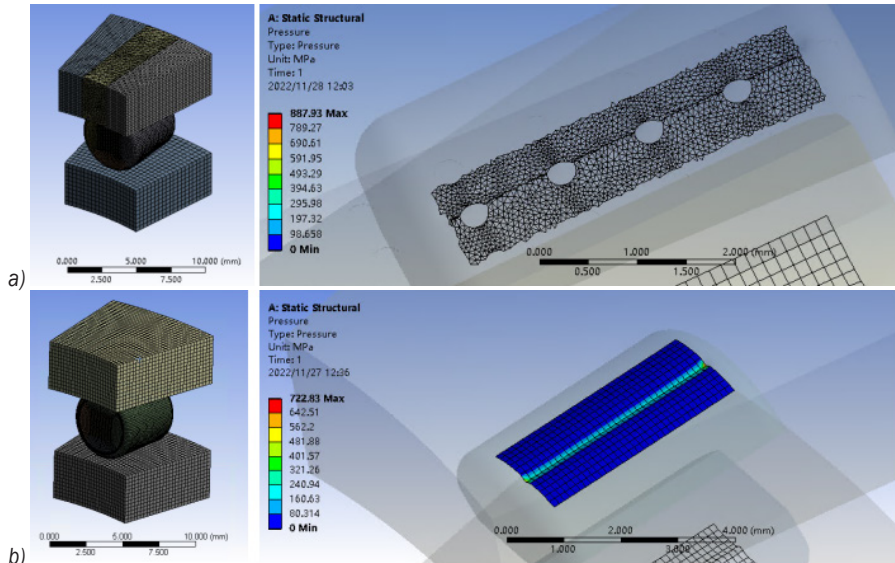 A: Static Structural
Pressure
Type: Pressure
Unit: MPa
Time: 1
2022/11/28 12:03
887.93 Max
789.27
690.61
591.95
493.29
394.63
295.98
197.32
98.658
0 Min
0.000 5.000 10.000 (mm)
2.500 7.500
0.000 1.000 2.000 (mm)
0.500 1.500
a)
A: Static Structural
Pressure
Type: Pressure
Unit: MPa
Time: 1
2022/11/27 12:36
722.83 Max
642.51
562.2
481.88
401.57
321.26
240.94
160.63
80.314
0 Min
0.000 5.000 10.000 (mm)
2.500 7.500
0.000 2.000 4.000 (mm)
1.000 3.000
b)